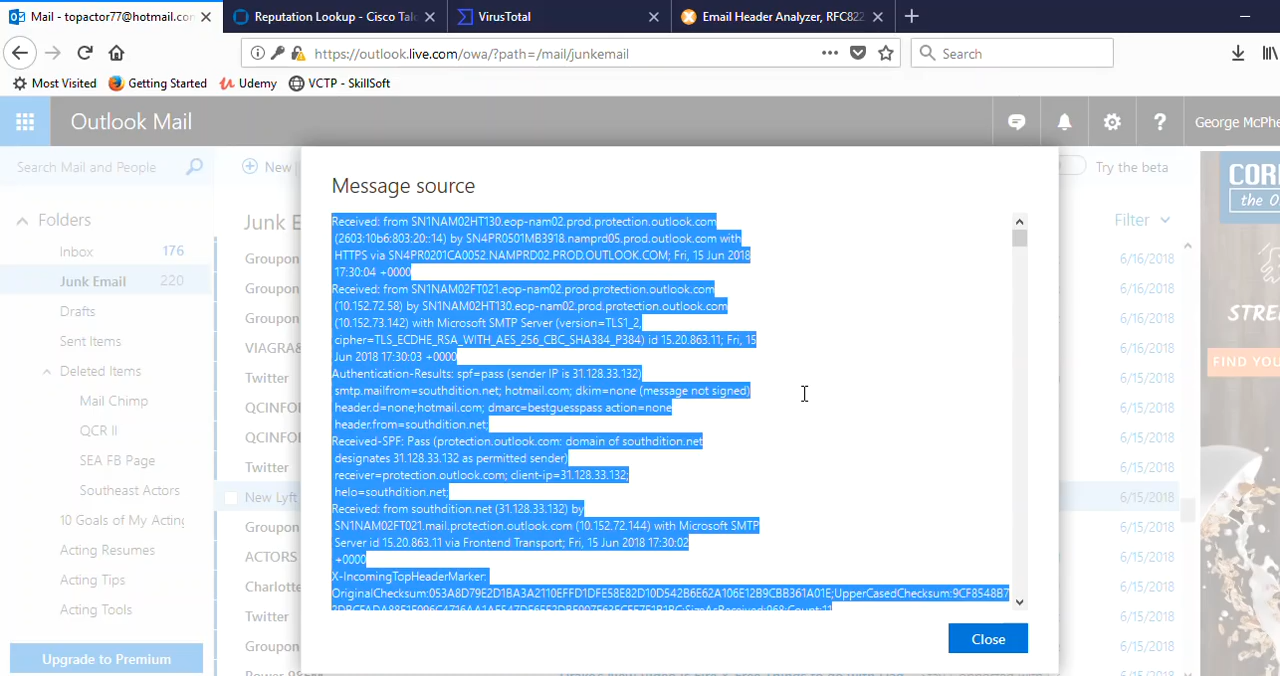 Mail - topactor77@hotmail.com
Reputation Lookup - Cisco Talo
VirusTotal
Email Header Analyzer, RFC822
https://outlook.live.com/owa/?path=/mail/junkemail
Search
Most Visited
Getting Started
Udemy
VCTP - SkillSoft
Outlook Mail
George McPhe
Search Mail and People
New
Try the beta
Folders
Inbox 176
Junk Email 220
Drafts
Sent Items
Deleted Items
Mail Chimp
QCR II
SEA FB Page
Southeast Actors
10 Goals of My Acting
Acting Resumes
Acting Tips
Acting Tools
Upgrade to Premium
Junk E
Filter
Groupon 6/16/2018
Groupon 6/16/2018
Groupon 6/16/2018
VIAGRA& 6/16/2018
Twitter 6/15/2018
QCINFO 6/15/2018
QCINFO 6/15/2018
Twitter 6/15/2018
New Lyft 6/15/2018
Groupon 6/15/2018
ACTORS 6/15/2018
Charlotte 6/15/2018
Twitter 6/15/2018
Groupon 6/15/2018
Message source
Received: from SN1NAM02HT130.eop-nam02.prod.protection.outlook.com
(2603:10b6:803:20::14) by SN4PR0501MB3918.namprd05.prod.outlook.com with
HTTPS via SN4PR0201CA0052.NAMPRD02.PROD.OUTLOOK.COM; Fri, 15 Jun 2018
17:30:04 +0000
Received: from SN1NAM02FT021.eop-nam02.prod.protection.outlook.com
(10.152.72.58) by SN1NAM02HT130.eop-nam02.prod.protection.outlook.com
(10.152.73.142) with Microsoft SMTP Server (version=TLS1_2,
cipher=TLS_ECDHE_RSA_WITH_AES_256_CBC_SHA384_P384) id 15.20.863.11; Fri, 15
Jun 2018 17:30:03 +0000
Authentication-Results: spf=pass (sender IP is 31.128.33.132)
smtp.mailfrom=southdition.net; hotmail.com; dkim=none (message not signed)
header.d=none;hotmail.com; dmarc=bestguesspass action=none
header.from=southdition.net;
Received-SPF: Pass (protection.outlook.com: domain of southdition.net
designates 31.128.33.132 as permitted sender)
receiver=protection.outlook.com; client-ip=31.128.33.132;
helo=southdition.net;
Received: from southdition.net (31.128.33.132) by
SN1NAM02FT021.mail.protection.outlook.com (10.152.72.144) with Microsoft SMTP
Server id 15.20.863.11 via Frontend Transport; Fri, 15 Jun 2018 17:30:02
+0000
X-IncomingTopHeaderMarker:
OriginalChecksum:053A8D79E2D1BA3A2110EFFD1DFE58E82D10D542B6E62A106E12B9CBB361A01E;UpperCasedChecksum:9CF8548B7
Close
COR
the O
STRE
FIND YOU